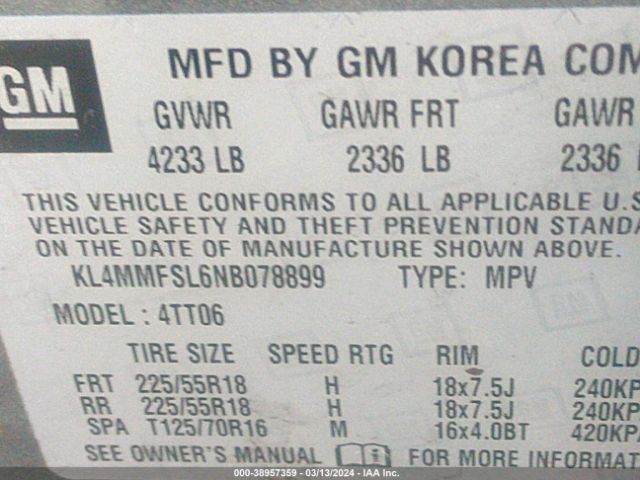 GM
MFD BY GM KOREA COM
GVWR GAWR FRT GAWR
4233 LB 2336 LB 2336 L
THIS VEHICLE CONFORMS TO ALL APPLICABLE U.S
VEHICLE SAFETY AND THEFT PREVENTION STANDA
ON THE DATE OF MANUFACTURE SHOWN ABOVE.
KL4MMFSL6NB078899 TYPE: MPV
MODEL : 4TT06
TIRE SIZE SPEED RTG RIM COLD
FRT 225/55R18 H 18x7.5J 240KP
RR 225/55R18 H 18x7.5J 240KP
SPA T125/70R16 M 16x4.0BT 420KP
SEE OWNER'S MANUAL FOR MORE INFORMAT
000-38957359 - 03/13/2024 - IAA Inc.